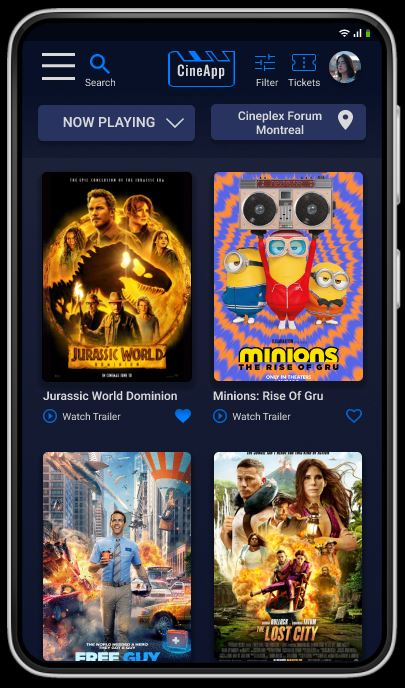 CineApp
Search
Filter
Tickets
NOW PLAYING
Cineplex Forum
Montreal
THE EPIC CONCLUSION OF THE JURASSIC ERA
JURASSIC WORLD
DOMINION
IN CINEMAS JUNE 10
ILLUMINATION
MINIONS
THE RISE OF GRU
ONLY IN THEATERS
Jurassic World Dominion
Minions: Rise Of Gru
Watch Trailer
Watch Trailer
THE WORLD NEEDED A HERO
THEY GOT A GUY
FREE GUY
BULLOCK
TATUM
THE LOST CITY